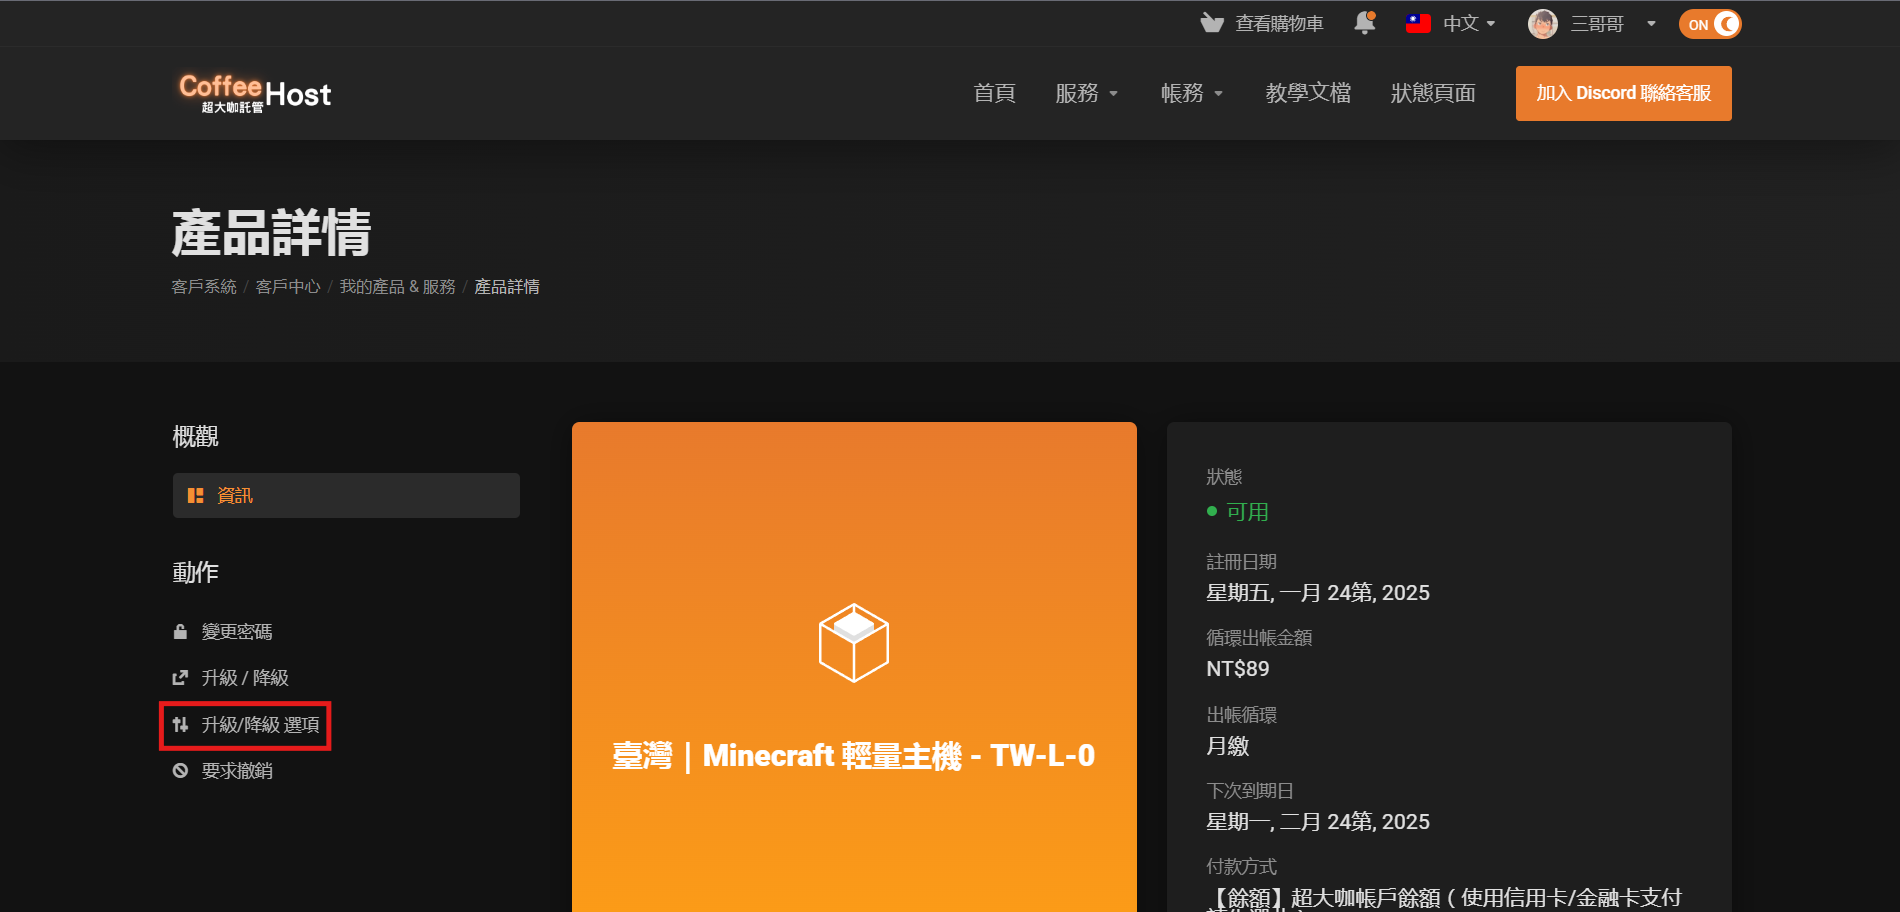 查看購物車
中文
三哥哥
ON
Coffee Host
超大咖託管
首頁
服務
帳務
教學文檔
狀態頁面
加入 Discord 聯絡客服
產品詳情
客戶系統 / 客戶中心 / 我的產品 & 服務 / 產品詳情
概觀
資訊
動作
變更密碼
升級 / 降級
升級/降級 選項
要求撤銷
臺灣｜Minecraft 輕量主機 - TW-L-0
狀態
可用
註冊日期
星期五, 一月 24第, 2025
循環出帳金額
NT$89
出帳循環
月繳
下次到期日
星期一, 二月 24第, 2025
付款方式
【餘額】超大咖帳戶餘額 ( 使用信用卡/金融卡支付